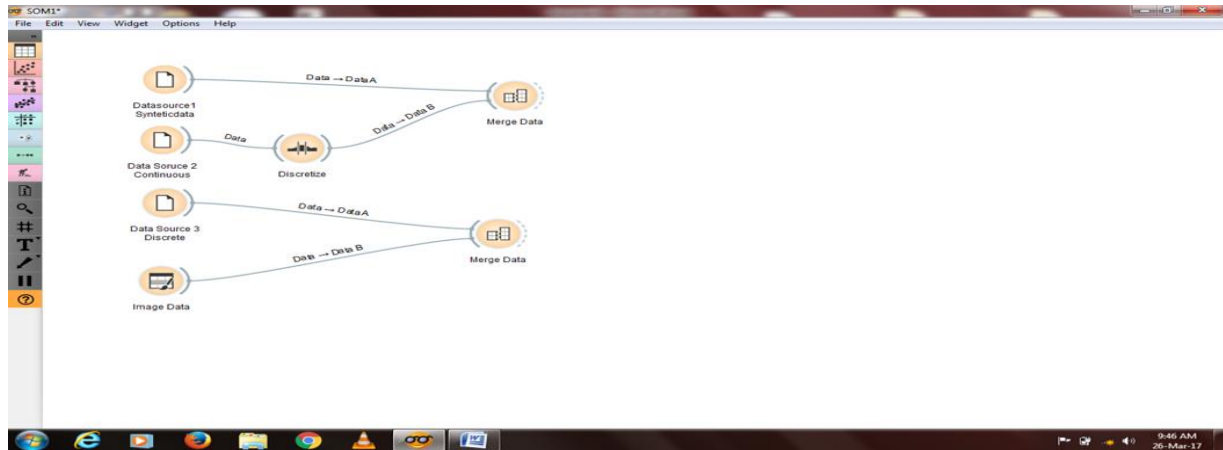 SOM1*
File Edit View Widget Options Help
Data → Data A
Datasource1
Synteticdata
Merge Data
Data → Data B
Data
Data Soruce 2
Continuous
Discretize
Data → Data A
Data Source 3
Discrete
Merge Data
Data → Data B
Image Data
9:46 AM
26-Mar-17